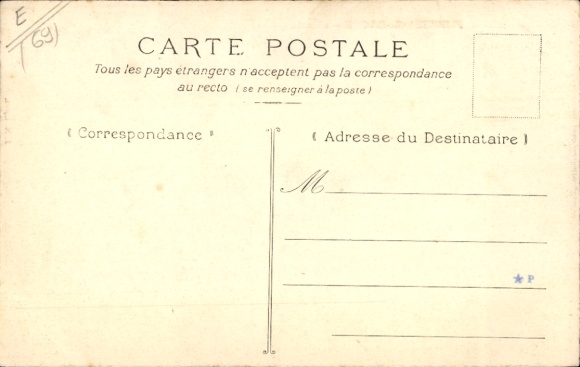 E
(69)
CARTE POSTALE
Tous les pays étrangers n'acceptent pas la correspondance
au recto (se renseigner à la poste)
(Correspondance)
(Adresse du Destinataire)
M
★ P